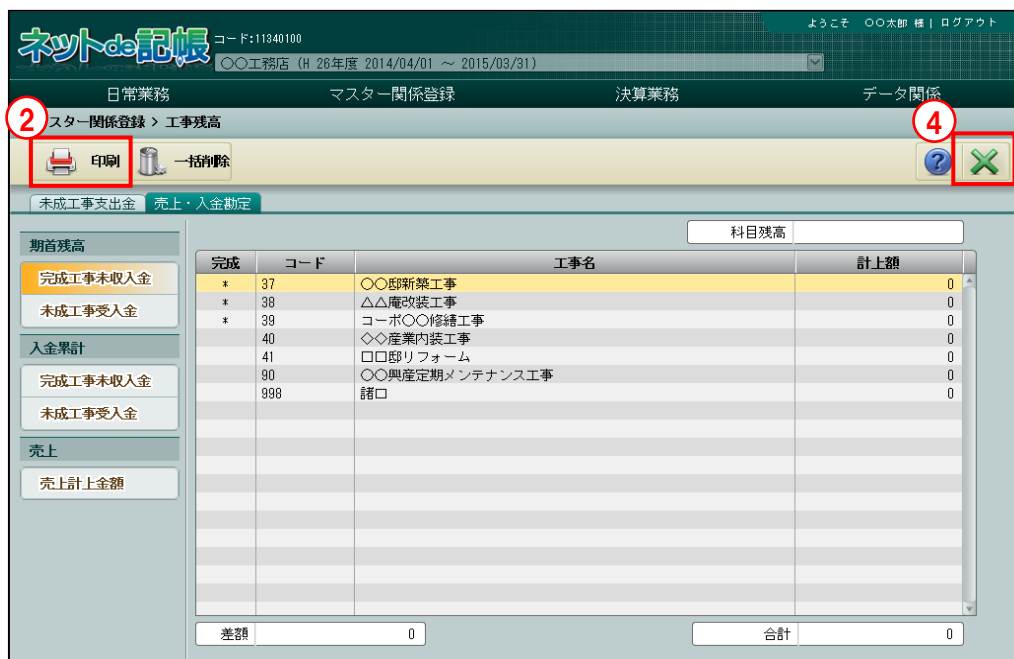 ようこそ ○○太郎 様 | ログアウト
ネットde記帳
コード:11340100
○○工務店 (H 26年度 2014/04/01 ～ 2015/03/31)
日常業務 マスター関係登録 決算業務 データ関係
② スター関係登録 > 工事残高 ④
印刷 一括削除 ?
未成工事支出金 売上・入金勘定
科目残高
期首残高
完成工事未収入金
未成工事受入金
入金累計
完成工事未収入金
未成工事受入金
売上
売上計上金額
完成 コード 工事名 計上額
* 37 ○○邸新築工事 0
* 38 △△庵改装工事 0
* 39 コーポ○○修繕工事 0
40 ◇◇産業内装工事 0
41 □□邸リフォーム 0
90 ○○興産定期メンテナンス工事 0
998 諸口 0
差額 0 合計 0